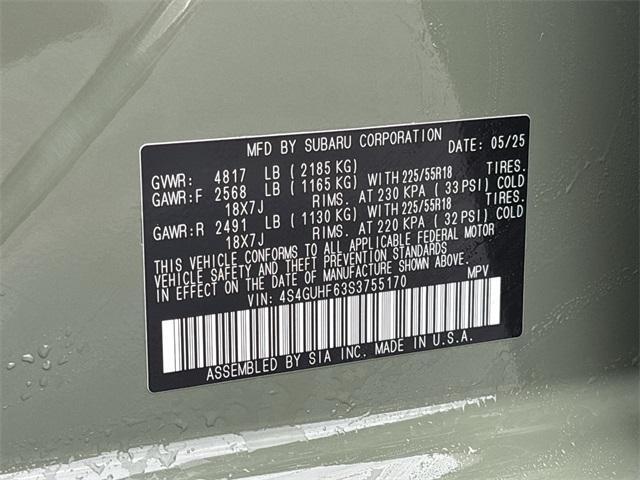 MFD BY SUBARU CORPORATION DATE: 05/25
GVWR: 4817 LB ( 2185 KG) TIRES.
GAWR:F 2568 LB ( 1165 KG) WITH 225/55R18
18X7J RIMS. AT 230 KPA ( 33 PSI) COLD
GAWR:R 2491 LB ( 1130 KG) WITH 225/55R18 TIRES.
18X7J RIMS. AT 220 KPA ( 32 PSI) COLD
THIS VEHICLE CONFORMS TO ALL APPLICABLE FEDERAL MOTOR
VEHICLE SAFETY AND THEFT PREVENTION STANDARDS
IN EFFECT ON THE DATE OF MANUFACTURE SHOWN ABOVE.
VIN: 4S4GUHF63S3755170 MPV
ASSEMBLED BY SIA INC. MADE IN U.S.A.